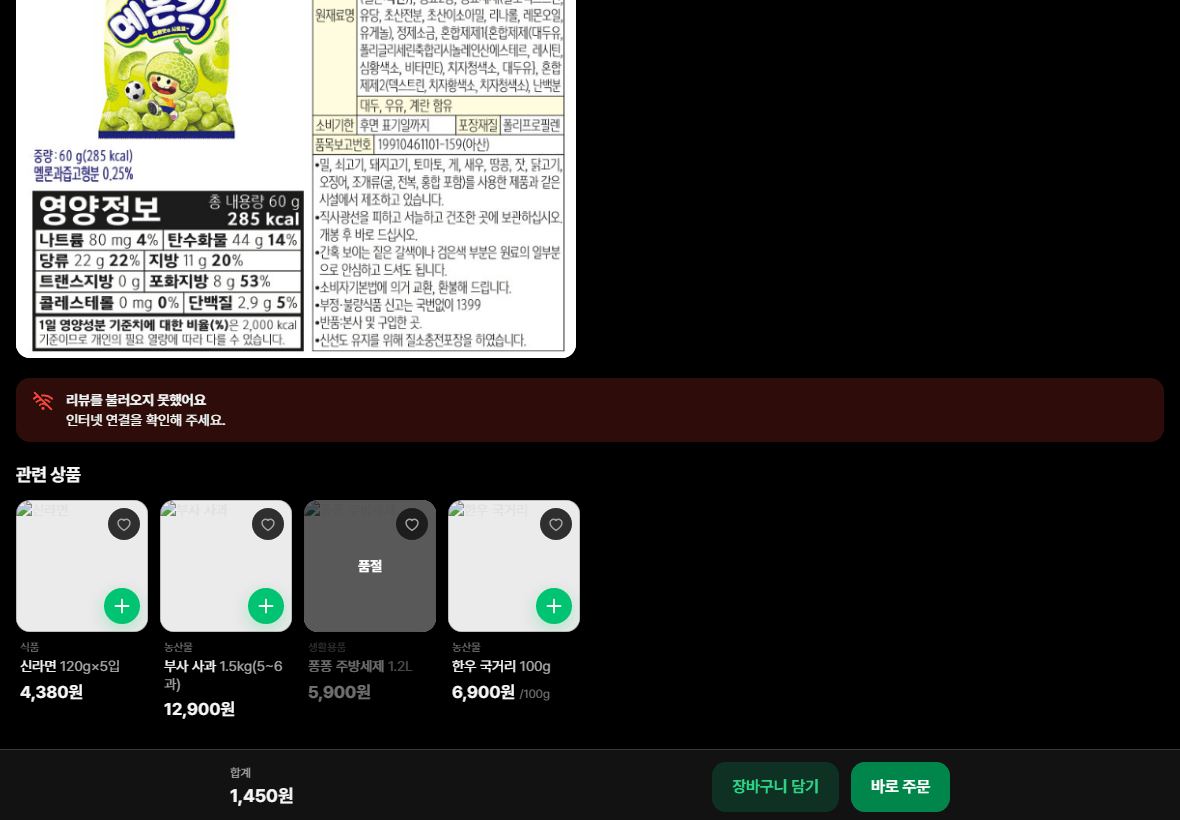 메론킥
중량: 60 g(285 kcal)
멜론과즙고형분 0.25%
영양정보
총 내용량 60 g
285 kcal
나트륨 80 mg 4% 탄수화물 44 g 14%
당류 22 g 22% 지방 11 g 20%
트랜스지방 0 g 포화지방 8 g 53%
콜레스테롤 0 mg 0% 단백질 2.9 g 5%
1일 영양성분 기준치에 대한 비율(%)은 2,000 kcal
기준이므로 개인의 필요 열량에 따라 다를 수 있습니다.
원재료명
유당, 초산전분, 초산이소아밀, 리나롤, 레몬오일,
유게놀), 정제소금, 혼합제제1{혼합제제(대두유,
폴리글리세린축합리시놀레인산에스테르, 레시틴,
심황색소, 비타민E), 치자청색소, 대두유}, 혼합
제제2(덱스트린, 치자황색소, 치자청색소), 난백분
대두, 우유, 계란 함유
소비기한 후면 표기일까지 포장재질 폴리프로필렌
품목보고번호 19910461101-159(아산)
•밀, 쇠고기, 돼지고기, 토마토, 게, 새우, 땅콩, 잣, 닭고기,
오징어, 조개류(굴, 전복, 홍합 포함)를 사용한 제품과 같은
시설에서 제조하고 있습니다.
•직사광선을 피하고 서늘하고 건조한 곳에 보관하십시오.
개봉 후 바로 드십시오.
•간혹 보이는 짙은 갈색이나 검은색 부분은 원료의 일부분
으로 안심하고 드셔도 됩니다.
•소비자기본법에 의거 교환, 환불해 드립니다.
•부정·불량식품 신고는 국번없이 1399
•반품:본사 및 구입한 곳.
•신선도 유지를 위해 질소충전포장을 하였습니다.
리뷰를 불러오지 못했어요
인터넷 연결을 확인해 주세요.
관련 상품
신라면
부사 사과
퐁퐁 주방세제
한우 국거리
품절
식품
신라면 120g×5입
4,380원
농산물
부사 사과 1.5kg(5~6
과)
12,900원
생활용품
퐁퐁 주방세제 1.2L
5,900원
농산물
한우 국거리 100g
6,900원 /100g
합계
1,450원
장바구니 담기
바로 주문